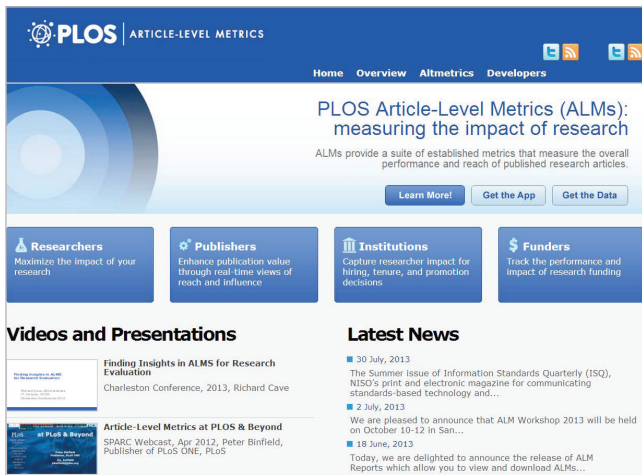 PLOS ARTICLE-LEVEL METRICS
Home Overview Altmetrics Developers
PLOS Article-Level Metrics (ALMs):
measuring the impact of research
ALMs provide a suite of established metrics that measure the overall
performance and reach of published research articles.
Learn More! Get the App Get the Data
Researchers
Maximize the impact of your
research
Publishers
Enhance publication value
through real-time views of
reach and influence
Institutions
Capture researcher impact for
hiring, tenure, and promotion
decisions
$ Funders
Track the performance and
impact of research funding
Videos and Presentations
Finding Insights in ALMS
for Research Evaluation
Finding Insights in ALMS for Research
Evaluation
Charleston Conference, 2013, Richard Cave
PLoS at PLoS & Beyond
Article-Level Metrics at PLOS & Beyond
SPARC Webcast, Apr 2012, Peter Binfield,
Publisher of PLoS ONE, PLoS
Latest News
30 July, 2013
The Summer issue of Information Standards Quarterly (ISQ),
NISO's print and electronic magazine for communicating
standards-based technology and...
2 July, 2013
We are pleased to announce that ALM Workshop 2013 will be held
on October 10-12 in San...
18 June, 2013
Today, we are delighted to announce the release of ALM
Reports which allow you to view and download ALMs...